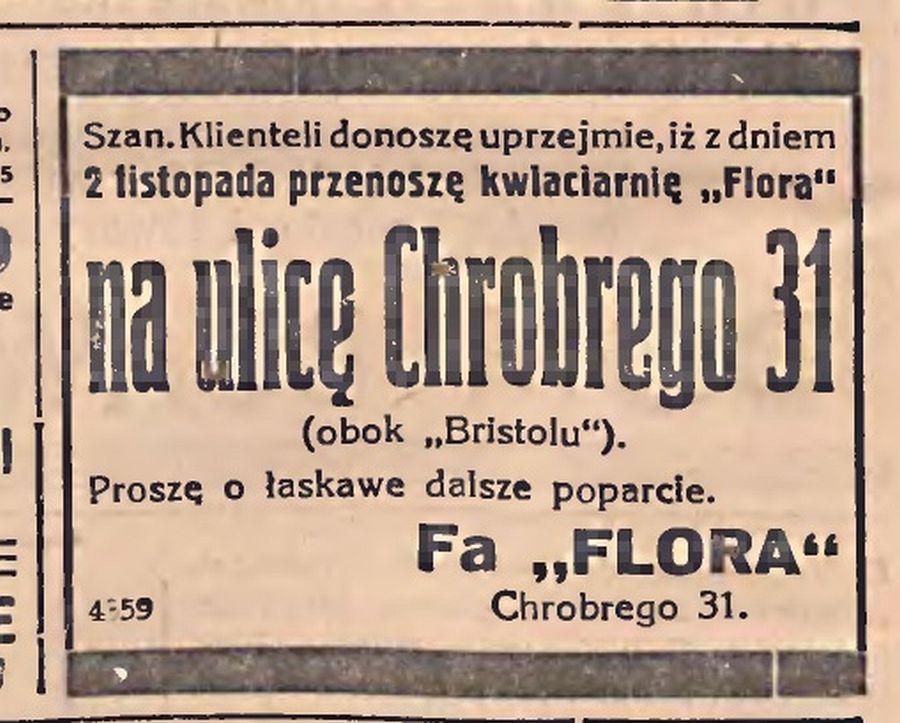 Szan. Klienteli donoszę uprzejmie, iż z dniem
2 listopada przenoszę kwiaciarnię „Flora“
na ulicę Chrobrego 31
(obok „Bristolu“).
Proszę o łaskawe dalsze poparcie.
Fa „FLORA“
Chrobrego 31.